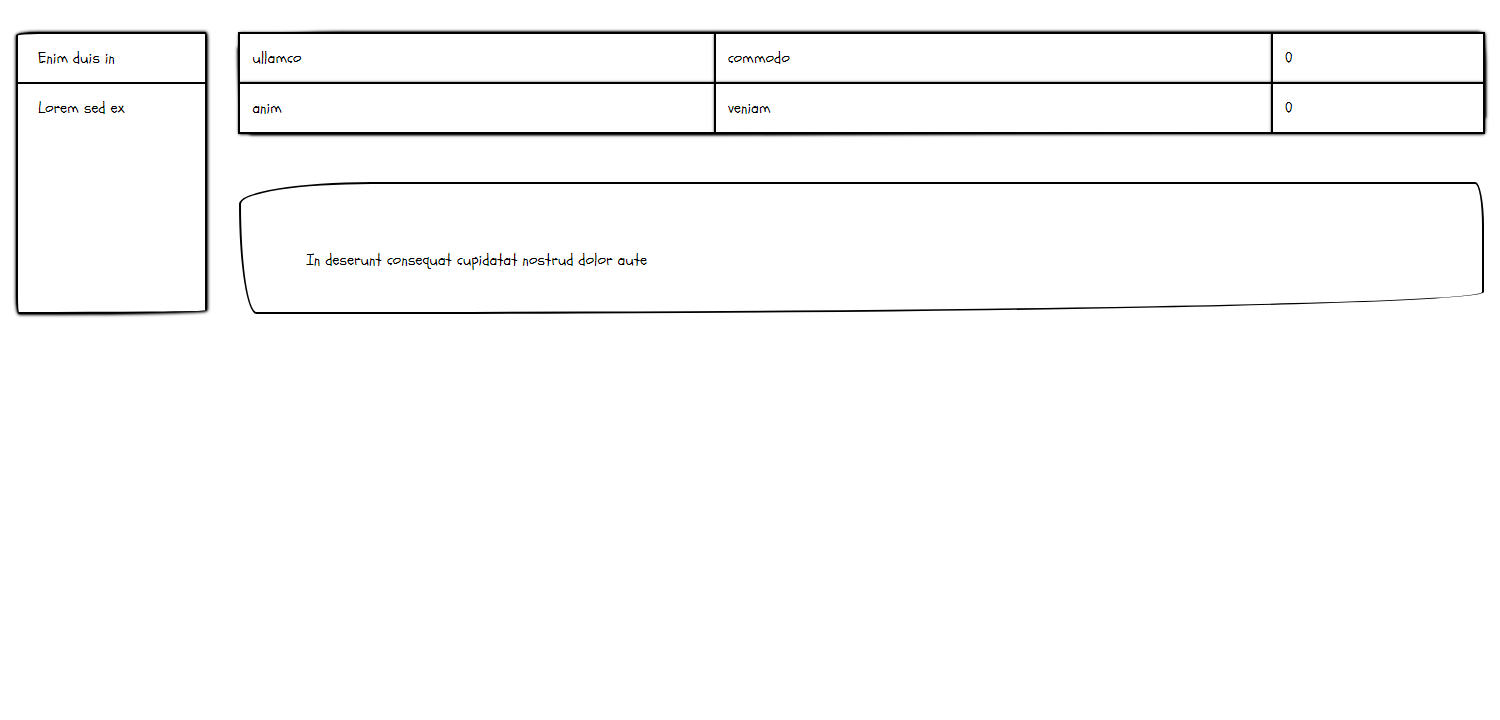 Enim duis in
Lorem sed ex
ullamco commodo 0
anim veniam 0
In deserunt consequat cupidatat nostrud dolor aute